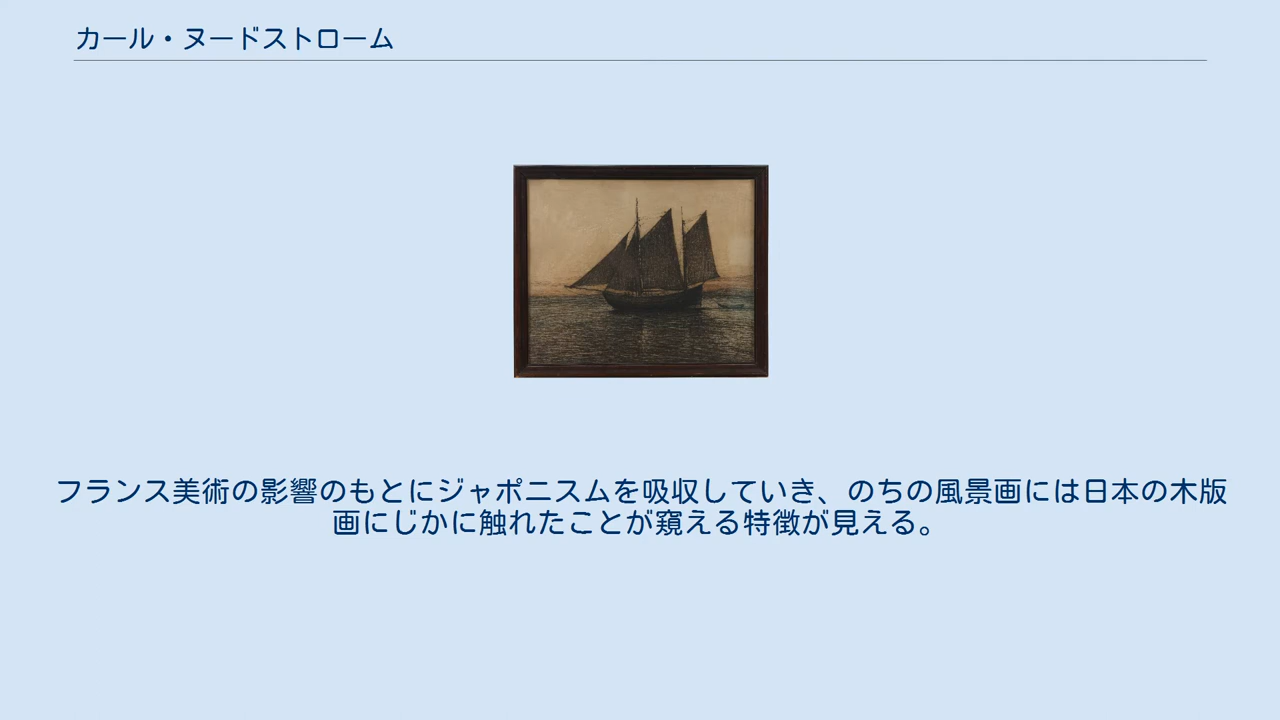 カール・ヌードストローム
フランス美術の影響のもとにジャポニスムを吸収していき、のちの風景画には日本の木版
画にじかに触れたことが窺える特徴が見える。